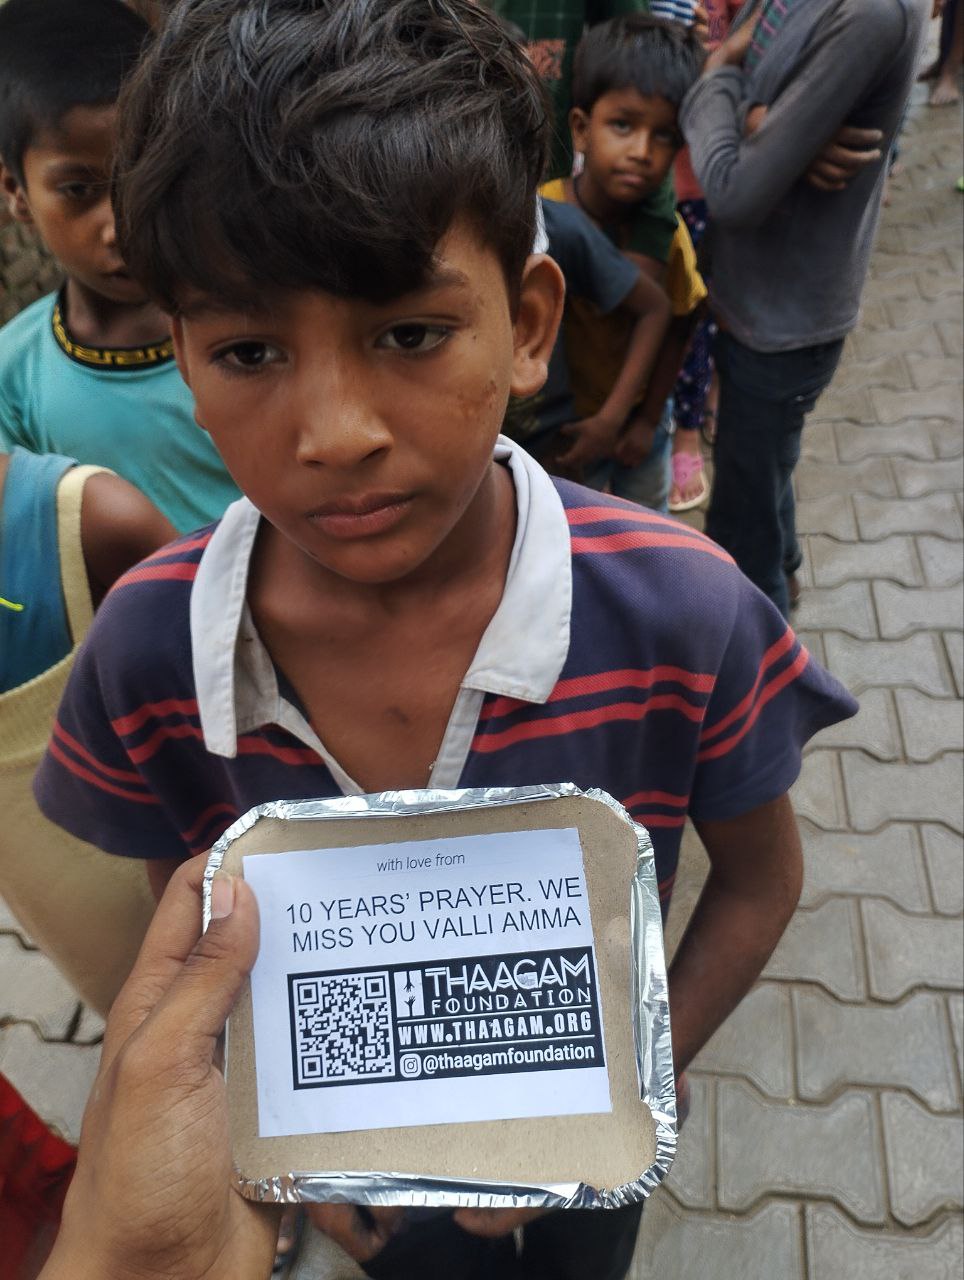 with love from
10 YEARS' PRAYER. WE
MISS YOU VALLI AMMA
THAAGAM
FOUNDATION
WWW.THAAGAM.ORG
@thaagamfoundation